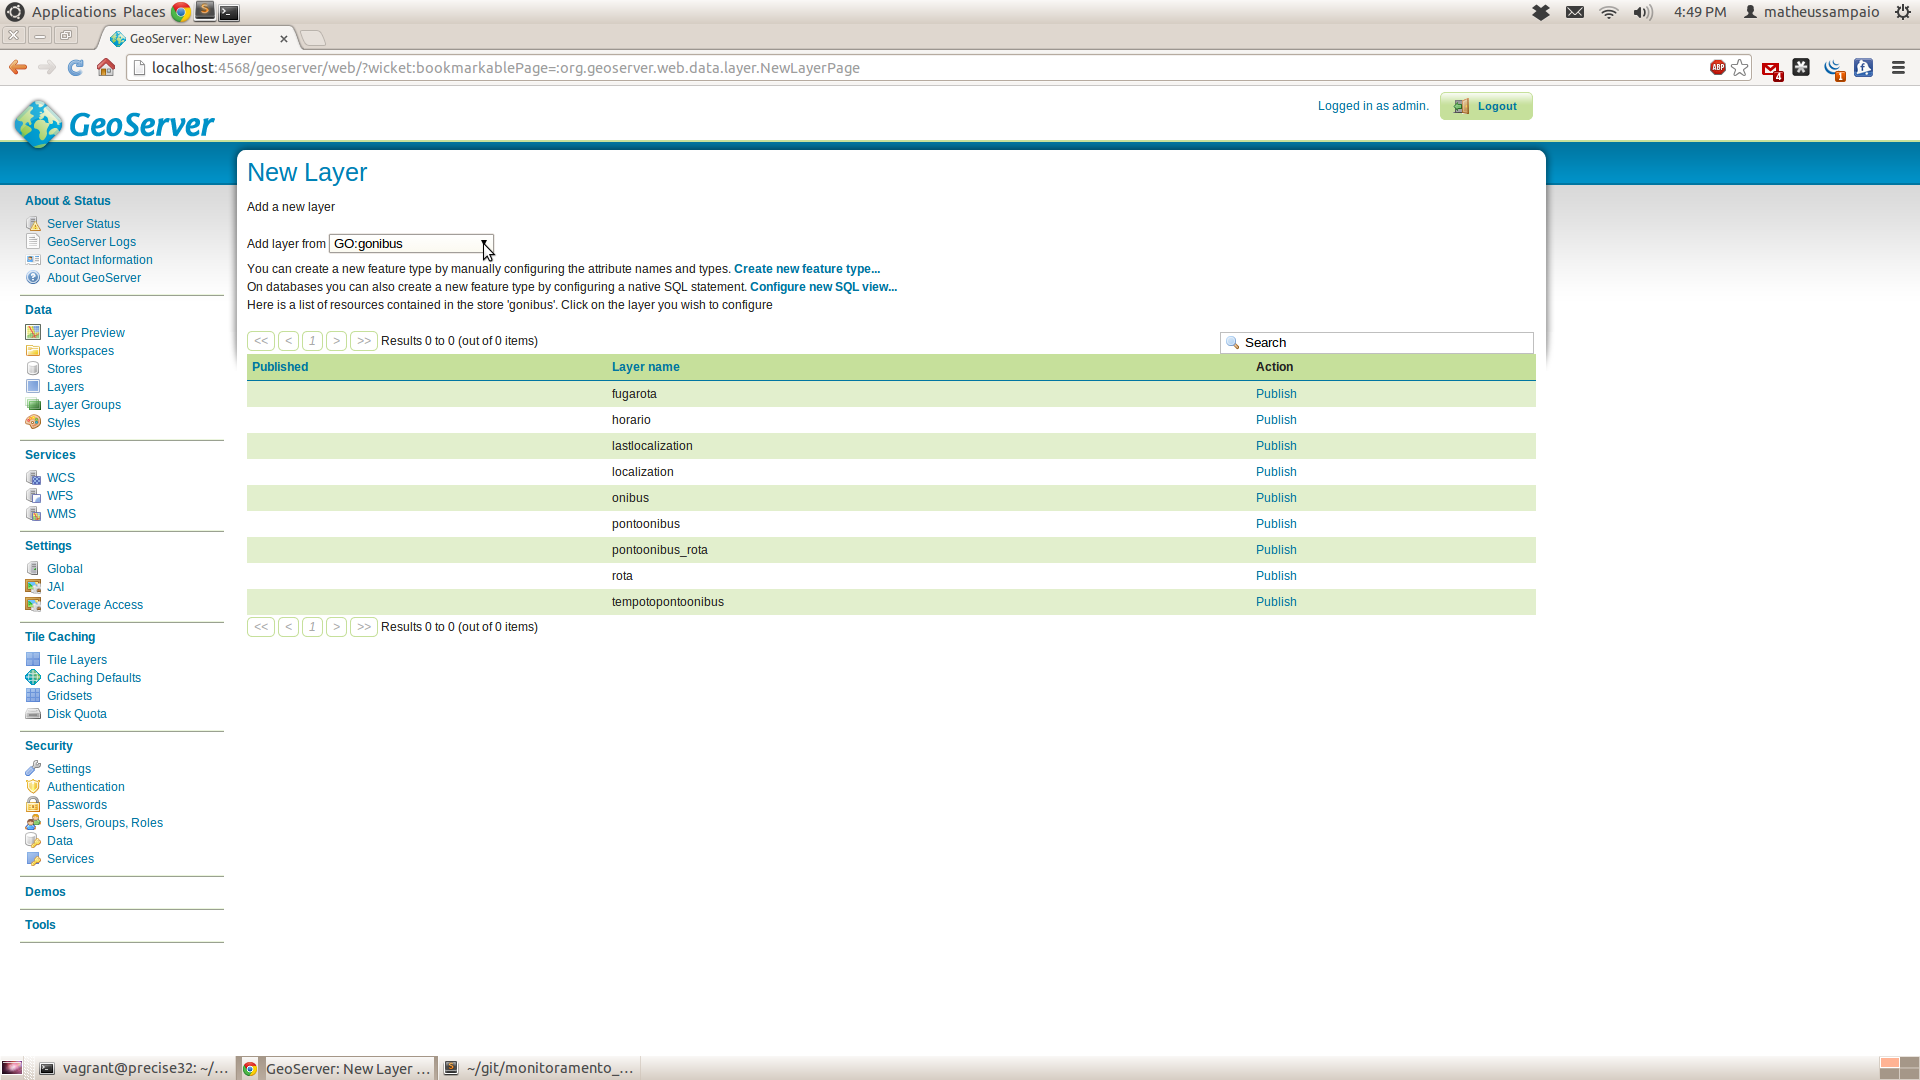 Applications Places
4:49 PM matheussampaio
GeoServer: New Layer
localhost:4568/geoserver/web/?wicket:bookmarkablePage=:org.geoserver.web.data.layer.NewLayerPage
ABP
4
1
GeoServer
Logged in as admin.
Logout
About & Status
Server Status
GeoServer Logs
Contact Information
About GeoServer
Data
Layer Preview
Workspaces
Stores
Layers
Layer Groups
Styles
Services
WCS
WFS
WMS
Settings
Global
JAI
Coverage Access
Tile Caching
Tile Layers
Caching Defaults
Gridsets
Disk Quota
Security
Settings
Authentication
Passwords
Users, Groups, Roles
Data
Services
Demos
Tools
New Layer
Add a new layer
Add layer from GO:gonibus
You can create a new feature type by manually configuring the attribute names and types. Create new feature type...
On databases you can also create a new feature type by configuring a native SQL statement. Configure new SQL view...
Here is a list of resources contained in the store 'gonibus'. Click on the layer you wish to configure
<< < 1 > >> Results 0 to 0 (out of 0 items)
Search
Published Layer name Action
fugarota Publish
horario Publish
lastlocalization Publish
localization Publish
onibus Publish
pontoonibus Publish
pontoonibus_rota Publish
rota Publish
tempotopontoonibus Publish
<< < 1 > >> Results 0 to 0 (out of 0 items)
vagrant@precise32: ~/...
GeoServer: New Layer ...
~/git/monitoramento_...